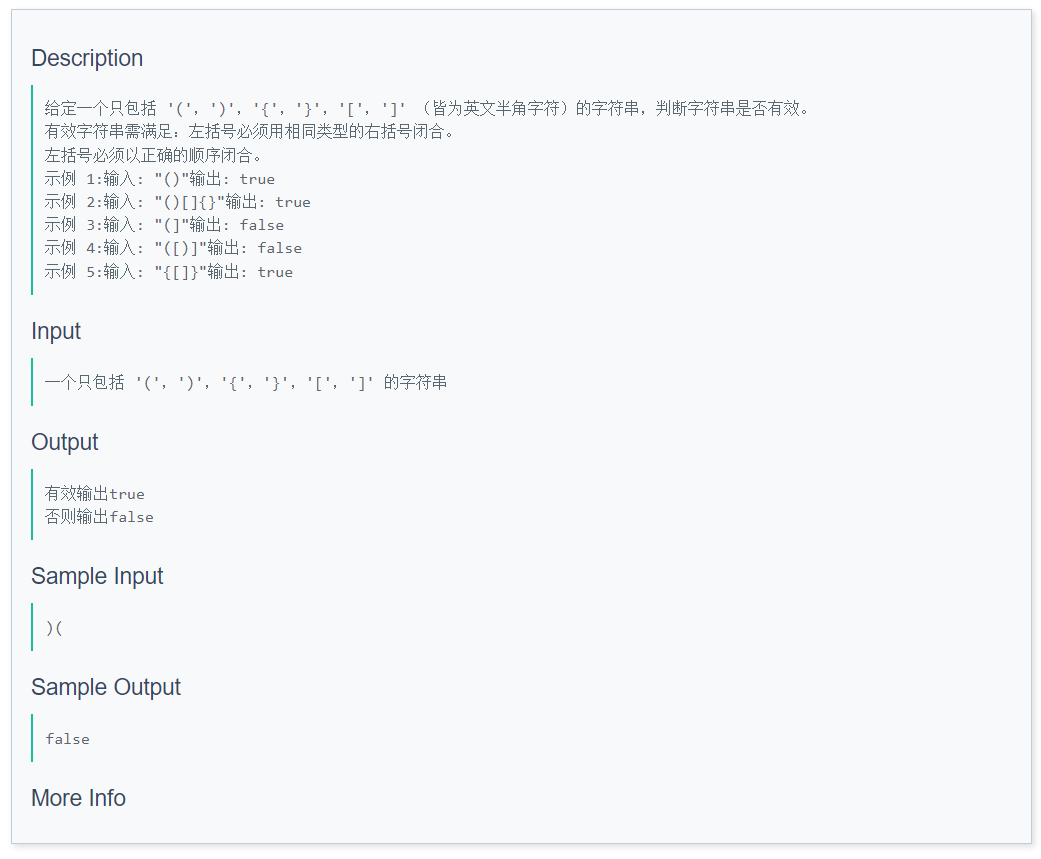 Description
给定一个只包括 '(', ')', '{', '}', '[', ']' （皆为英文半角字符）的字符串，判断字符串是否有效。
有效字符串需满足：左括号必须用相同类型的右括号闭合。
左括号必须以正确的顺序闭合。
示例 1:输入: "()"输出: true
示例 2:输入: "()[]{}"输出: true
示例 3:输入: "(]"输出: false
示例 4:输入: "([)]"输出: false
示例 5:输入: "{[]}"输出: true
Input
一个只包括 '(', ')', '{', '}', '[', ']' 的字符串
Output
有效输出true
否则输出false
Sample Input
)(
Sample Output
false
More Info